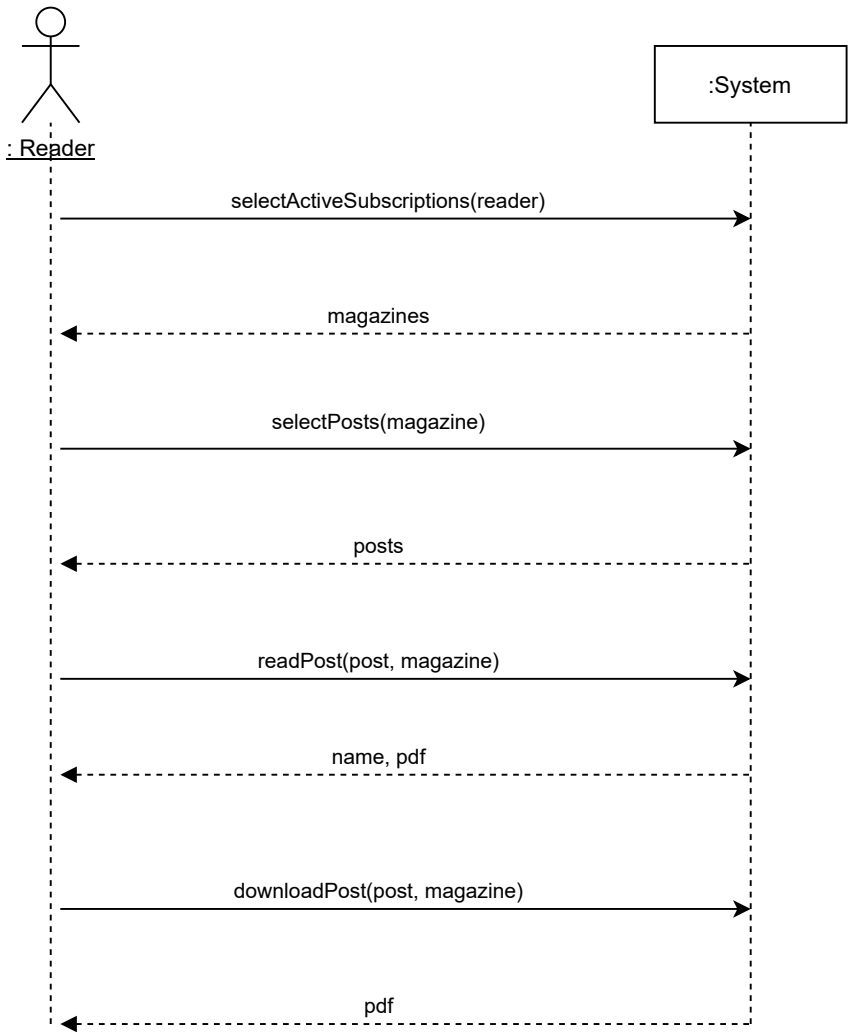 :System
: Reader
selectActiveSubscriptions(reader)
magazines
selectPosts(magazine)
posts
readPost(post, magazine)
name, pdf
downloadPost(post, magazine)
pdf